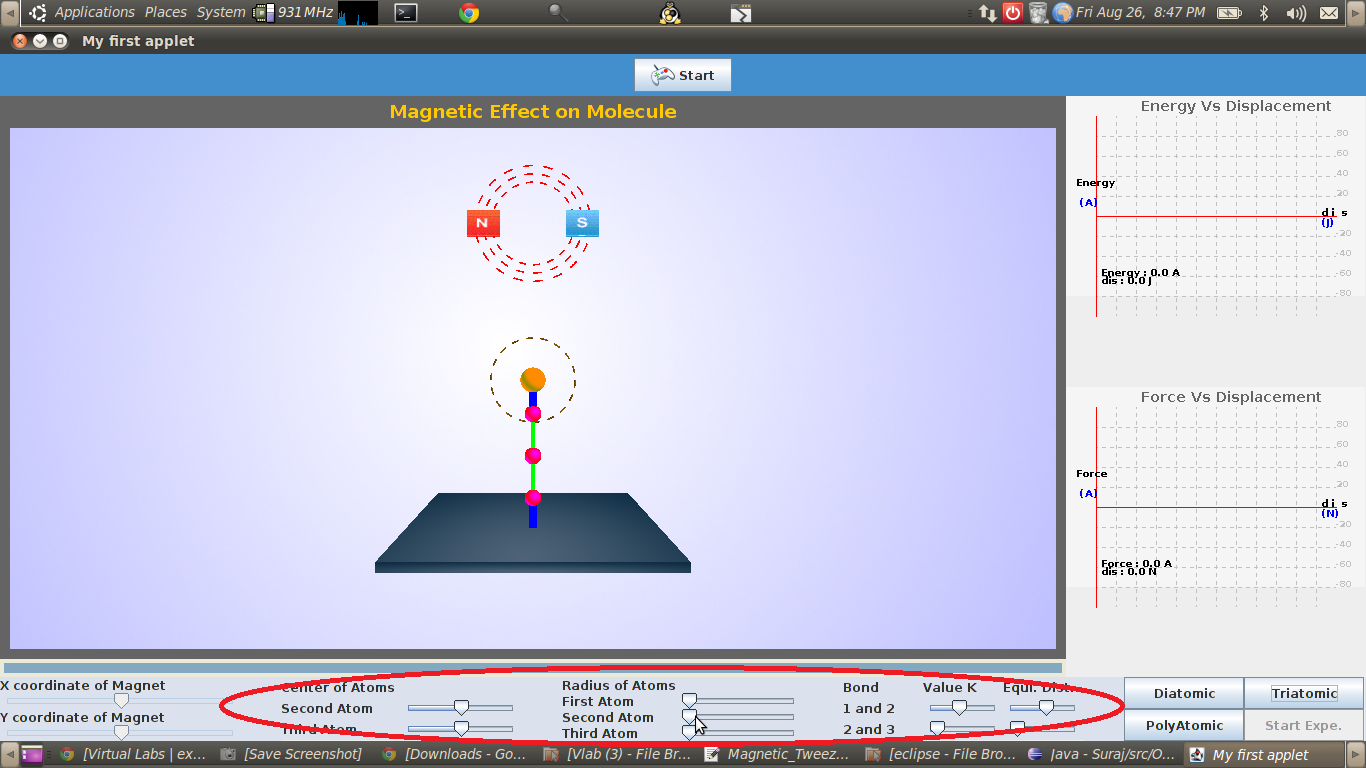 Applications Places System 931 MHz Fri Aug 26, 8:47 PM
My first applet
Start
Magnetic Effect on Molecule
N S
Energy Vs Displacement
80
60
40
20
Energy
(A)
d i s
(J)
-20
-40
-60
-80
Energy : 0.0 A
dis : 0.0 J
Force Vs Displacement
80
60
40
20
Force
(A)
d i s
(N)
-20
-40
-60
-80
Force : 0.0 A
dis : 0.0 N
X coordinate of Magnet
Y coordinate of Magnet
Center of Atoms
Second Atom
Third Atom
Radius of Atoms
First Atom
Second Atom
Third Atom
Bond Value K Equi. Dist.
1 and 2
2 and 3
Diatomic Triatomic
PolyAtomic Start Expe.
[Virtual Labs | ex... [Save Screenshot] [Downloads - Go... [Vlab (3) - File Br... Magnetic_Tweez... [eclipse - File Bro... Java - Suraj/src/O... My first applet